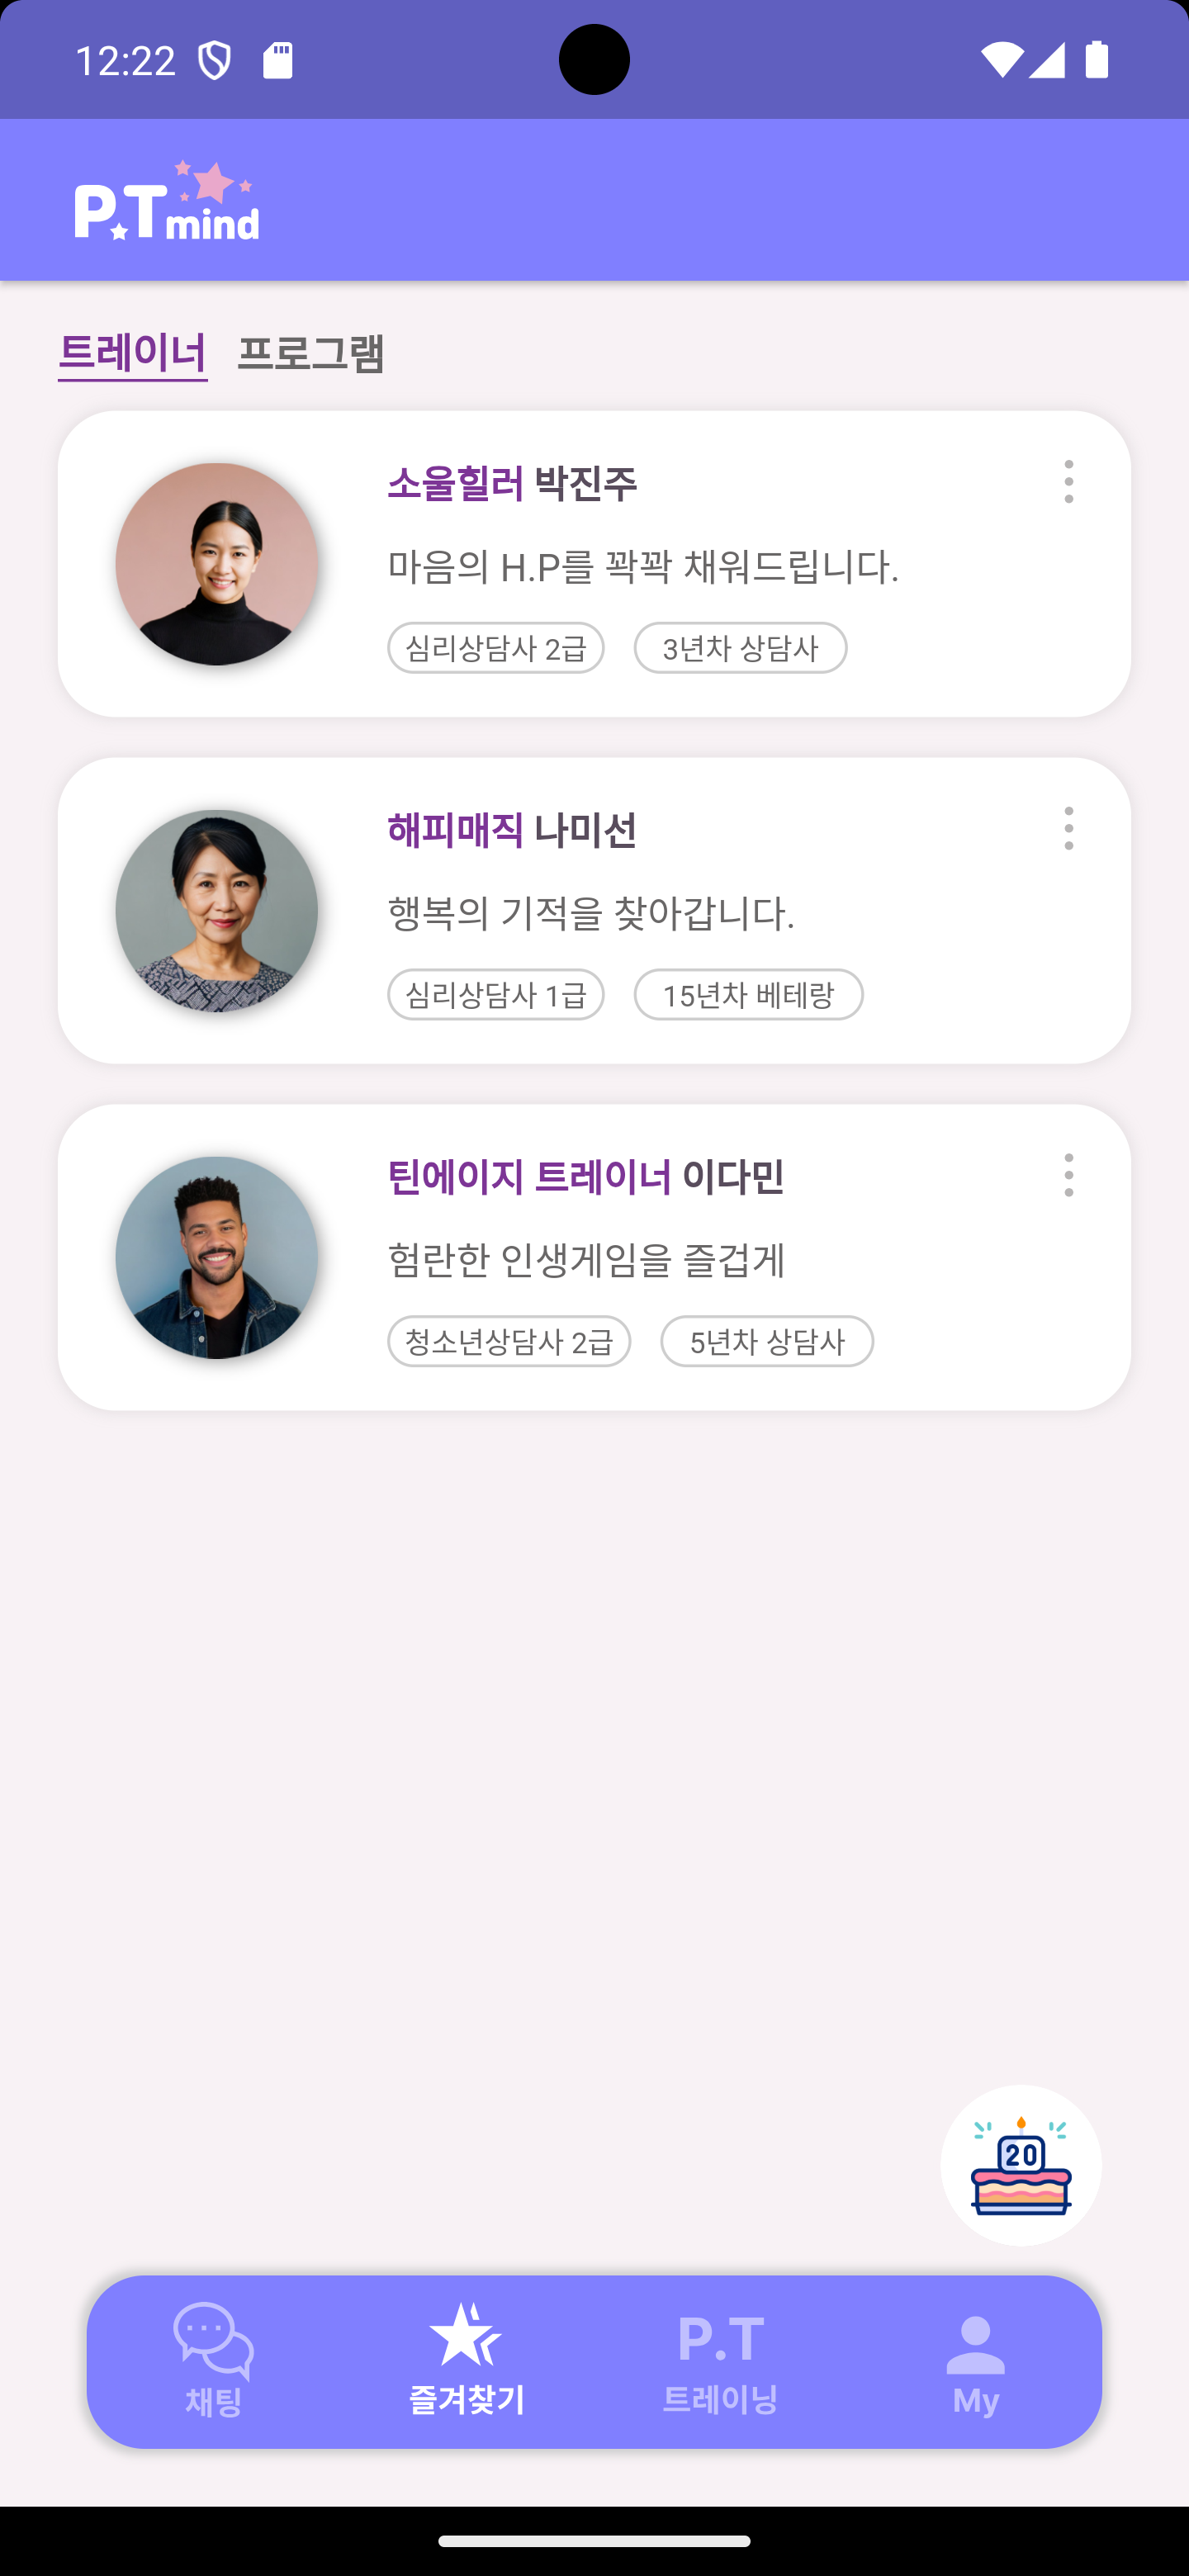 12:22
P.T mind
트레이너 프로그램
소울힐러 박진주
마음의 H.P를 꽉꽉 채워드립니다.
심리상담사 2급 3년차 상담사
해피매직 나미선
행복의 기적을 찾아갑니다.
심리상담사 1급 15년차 베테랑
틴에이지 트레이너 이다민
험란한 인생게임을 즐겁게
청소년상담사 2급 5년차 상담사
20
채팅 즐겨찾기 P.T 트레이닝 My